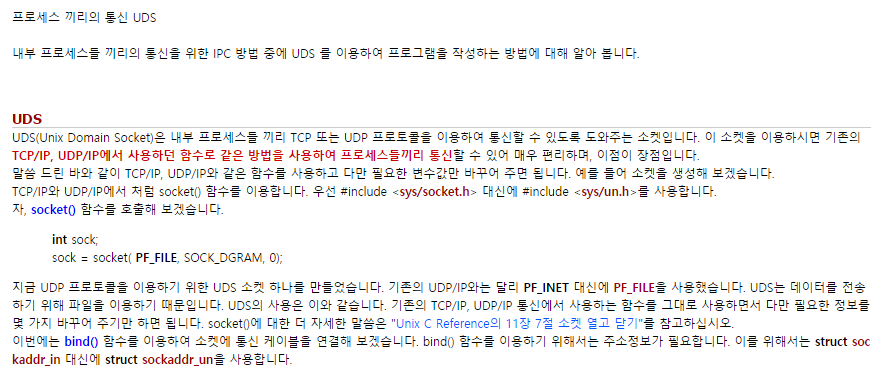 프로세스 끼리의 통신 UDS
내부 프로세스들 끼리의 통신을 위한 IPC 방법 중에 UDS 를 이용하여 프로그램을 작성하는 방법에 대해 알아 봅니다.
UDS
UDS(Unix Domain Socket)은 내부 프로세스들 끼리 TCP 또는 UDP 프로토콜을 이용하여 통신할 수 있도록 도와주는 소켓입니다. 이 소켓을 이용하시면 기존의
TCP/IP, UDP/IP에서 사용하던 함수로 같은 방법을 사용하여 프로세스들끼리 통신할 수 있어 매우 편리하며, 이점이 장점입니다.
말씀 드린 바와 같이 TCP/IP, UDP/IP와 같은 함수를 사용하고 다만 필요한 변수값만 바꾸어 주면 됩니다. 예를 들어 소켓을 생성해 보겠습니다.
TCP/IP와 UDP/IP에서 처럼 socket() 함수를 이용합니다. 우선 #include <sys/socket.h> 대신에 #include <sys/un.h>를 사용합니다.
자, socket() 함수를 호출해 보겠습니다.
int sock;
sock = socket( PF_FILE, SOCK_DGRAM, 0);
지금 UDP 프로토콜을 이용하기 위한 UDS 소켓 하나를 만들었습니다. 기존의 UDP/IP와는 달리 PF_INET 대신에 PF_FILE을 사용했습니다. UDS는 데이터를 전송
하기 위해 파일을 이용하기 때문입니다. UDS의 사용은 이와 같습니다. 기존의 TCP/IP, UDP/IP 통신에서 사용하는 함수를 그대로 사용하면서 다만 필요한 정보를
몇 가지 바꾸어 주기만 하면 됩니다. socket()에 대한 더 자세한 말씀은 "Unix C Reference의 11장 7절 소켓 열고 닫기"를 참고하십시오.
이번에는 bind() 함수를 이용하여 소켓에 통신 케이블을 연결해 보겠습니다. bind() 함수를 이용하기 위해서는 주소정보가 필요합니다. 이를 위해서는 struct soc
kaddr_in 대신에 struct sockaddr_un을 사용합니다.